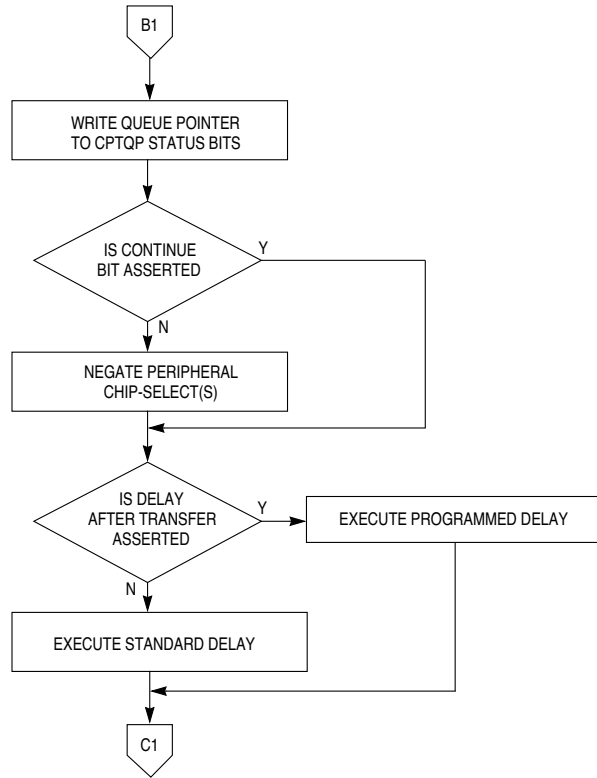 B1
WRITE QUEUE POINTER
TO CPTQP STATUS BITS
IS CONTINUE
BIT ASSERTED
Y
N
NEGATE PERIPHERAL
CHIP-SELECT(S)
IS DELAY
AFTER TRANSFER
ASSERTED
Y
EXECUTE PROGRAMMED DELAY
N
EXECUTE STANDARD DELAY
C1